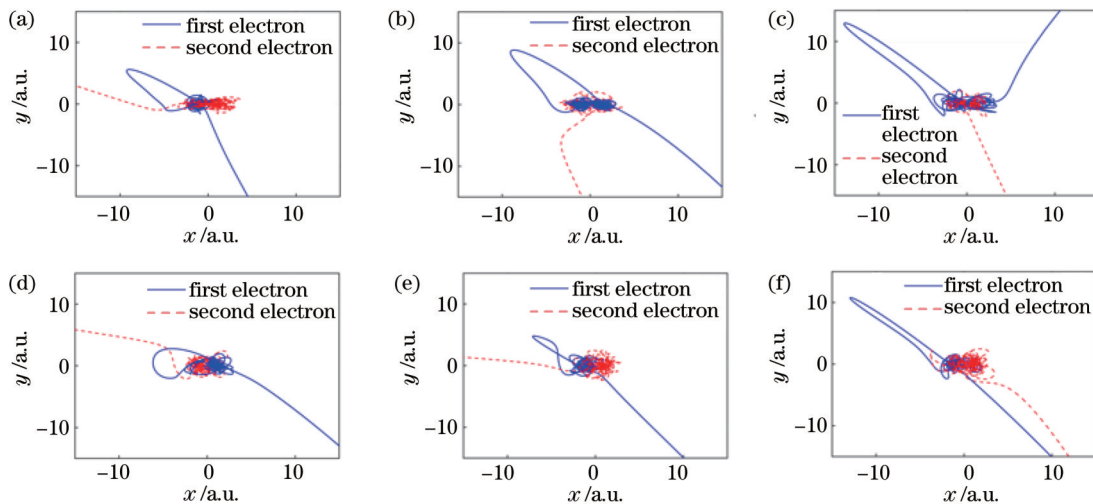 (a)
first electron
second electron
10
0
−10
y /a.u.
−10
0
10
x /a.u.
(b)
first electron
second electron
10
0
−10
y /a.u.
−10
0
10
x /a.u.
(c)
10
0
−10
y /a.u.
first
electron
second
electron
−10
0
10
x /a.u.
(d)
first electron
second electron
10
0
−10
y /a.u.
−10
0
10
x /a.u.
(e)
first electron
second electron
10
0
−10
y /a.u.
−10
0
10
x /a.u.
(f)
first electron
second electron
10
0
−10
y /a.u.
−10
0
10
x /a.u.